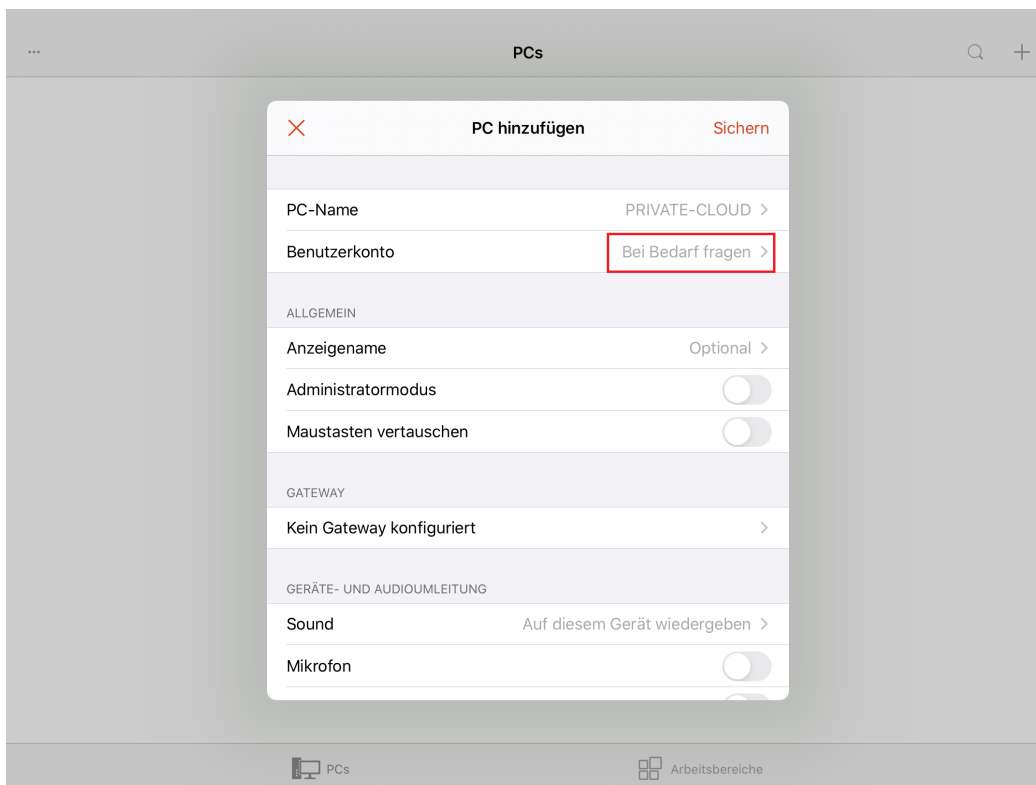 ...
PCs
PC hinzufügen
Sichern
PC-Name
PRIVATE-CLOUD
Benutzerkonto
Bei Bedarf fragen
ALLGEMEIN
Anzeigename
Optional
Administratormodus
Maustasten vertauschen
GATEWAY
Kein Gateway konfiguriert
GERÄTE- UND AUDIOUMLEITUNG
Sound
Auf diesem Gerät wiedergeben
Mikrofon
PCs
Arbeitsbereiche